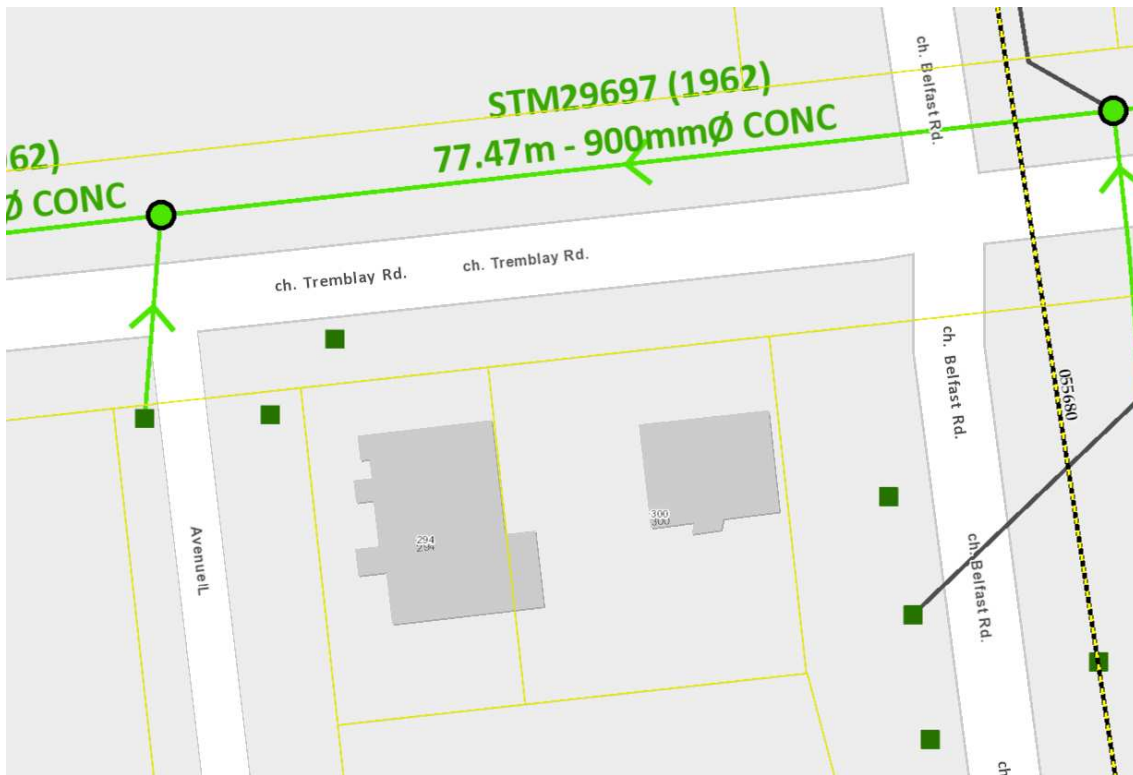 ch. Belfast Rd.
STM29697 (1962)
77.47m - 900mmØ CONC
62)
Ø CONC
ch. Tremblay Rd.
ch. Tremblay Rd.
ch. Belfast Rd.
055680
300
300
294
294
AvenueL
ch. Belfast Rd.
ch.